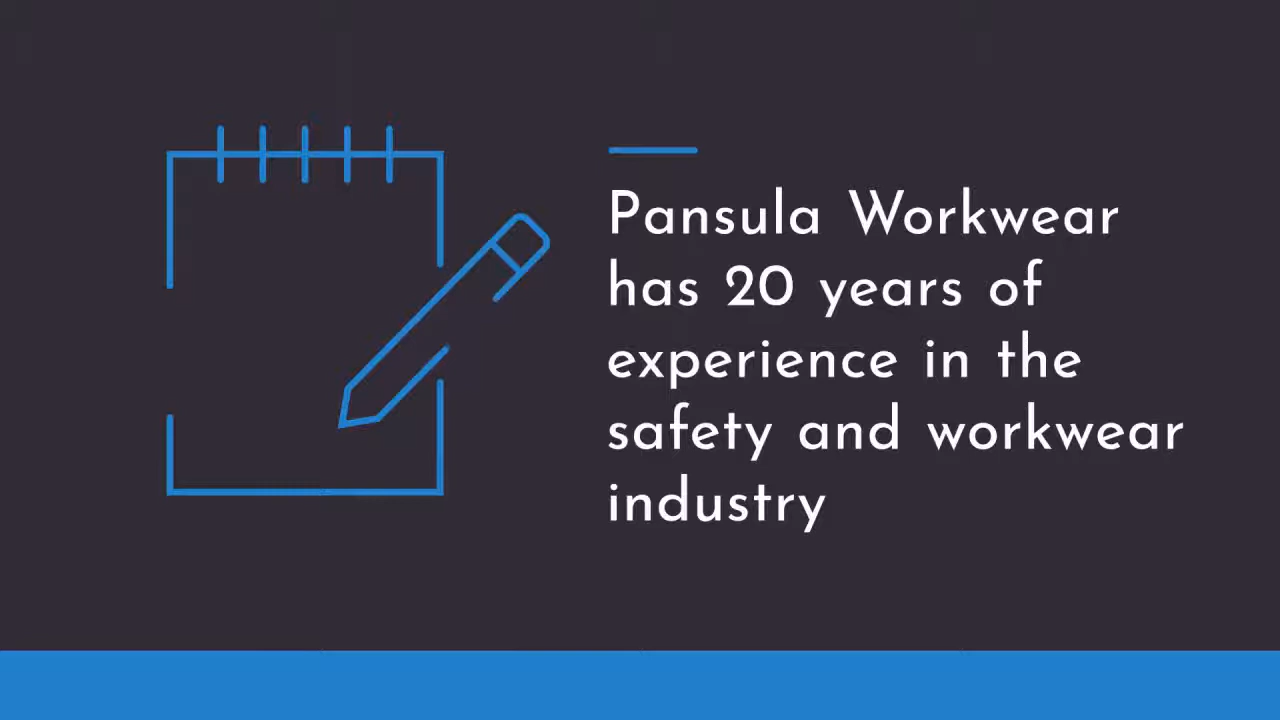 Pansula Workwear
has 20 years of
experience in the
safety and workwear
industry